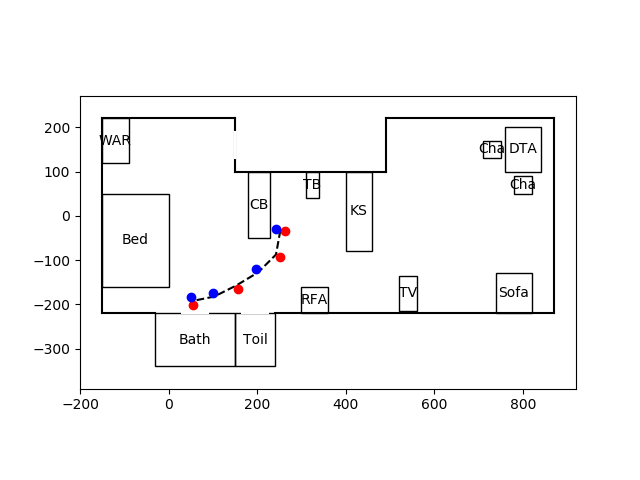 200
100
0
−100
−200
−300
WAR
Bed
CB
TB
KS
Cha
DTA
Cha
RFA
TV
Sofa
Bath
Toil
−200
0
200
400
600
800